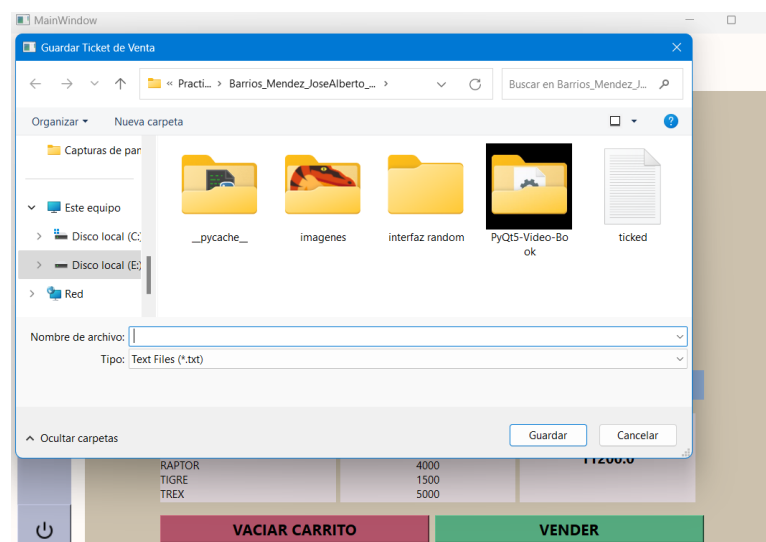 MainWindow
Guardar Ticket de Venta
« Practi... > Barrios_Mendez_JoseAlberto_... >
Buscar en Barrios_Mendez_J...
Organizar
Nueva carpeta
Capturas de pan
Este equipo
Disco local (C:)
Disco local (E:)
Red
__pycache__
imagenes
interfaz random
PyQt5-Video-Bo
ok
ticked
Nombre de archivo:
Tipo: Text Files (*.txt)
Ocultar carpetas
Guardar
Cancelar
11200.0
RAPTOR 4000
TIGRE 1500
TREX 5000
VACIAR CARRITO
VENDER